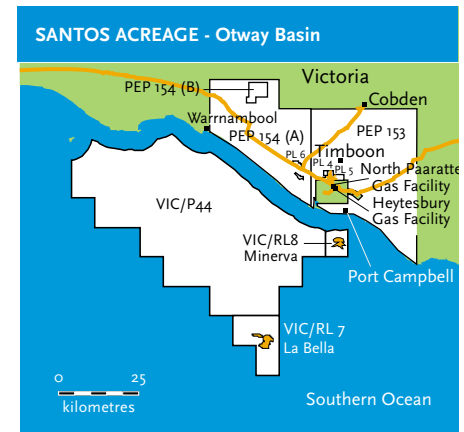 SANTOS ACREAGE - Otway Basin
Victoria
PEP 154 (B)
Cobden
Warrnambool
PEP 154 (A)
PEP 153
Timboon
PL 6
PL 4
PL 5
North Paaratte
Gas Facility
Heytesbury
Gas Facility
VIC/P44
VIC/RL8
Minerva
Port Campbell
VIC/RL 7
La Bella
0 25
kilometres
Southern Ocean